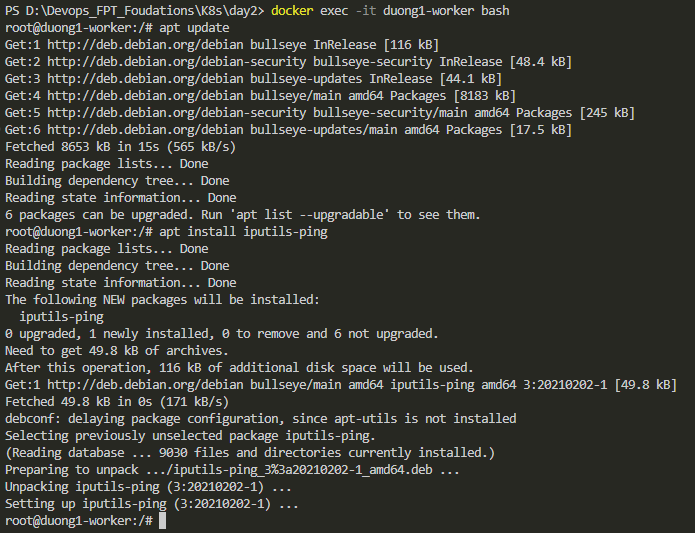 PS D:\Devops_FPT_Foudations\K8s\day2> docker exec -it duong1-worker bash
root@duong1-worker:/# apt update
Get:1 http://deb.debian.org/debian bullseye InRelease [116 kB]
Get:2 http://deb.debian.org/debian-security bullseye-security InRelease [48.4 kB]
Get:3 http://deb.debian.org/debian bullseye-updates InRelease [44.1 kB]
Get:4 http://deb.debian.org/debian bullseye/main amd64 Packages [8183 kB]
Get:5 http://deb.debian.org/debian-security bullseye-security/main amd64 Packages [245 kB]
Get:6 http://deb.debian.org/debian bullseye-updates/main amd64 Packages [17.5 kB]
Fetched 8653 kB in 15s (565 kB/s)
Reading package lists... Done
Building dependency tree... Done
Reading state information... Done
6 packages can be upgraded. Run 'apt list --upgradable' to see them.
root@duong1-worker:/# apt install iputils-ping
Reading package lists... Done
Building dependency tree... Done
Reading state information... Done
The following NEW packages will be installed:
  iputils-ping
0 upgraded, 1 newly installed, 0 to remove and 6 not upgraded.
Need to get 49.8 kB of archives.
After this operation, 116 kB of additional disk space will be used.
Get:1 http://deb.debian.org/debian bullseye/main amd64 iputils-ping amd64 3:20210202-1 [49.8 kB]
Fetched 49.8 kB in 0s (171 kB/s)
debconf: delaying package configuration, since apt-utils is not installed
Selecting previously unselected package iputils-ping.
(Reading database ... 9030 files and directories currently installed.)
Preparing to unpack .../iputils-ping_3%3a20210202-1_amd64.deb ...
Unpacking iputils-ping (3:20210202-1) ...
Setting up iputils-ping (3:20210202-1) ...
root@duong1-worker:/#